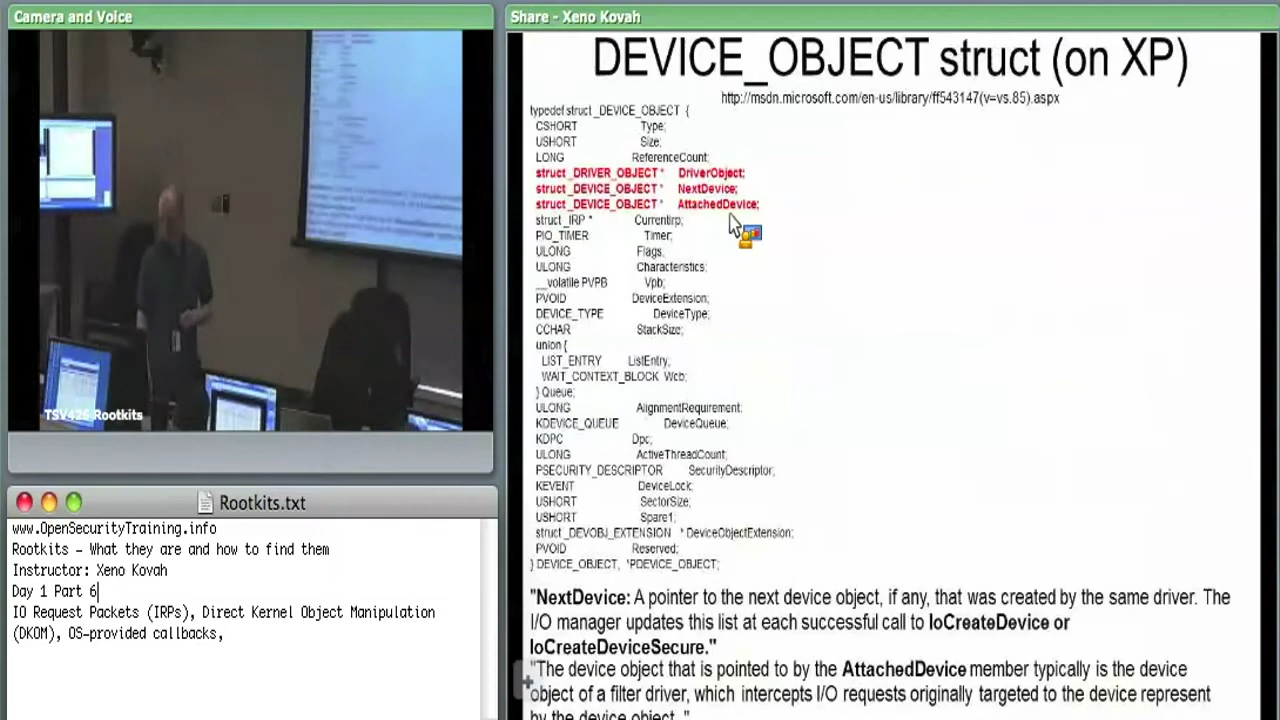 Camera and Voice
TSV426 Rootkits
Rootkits.txt
www.OpenSecurityTraining.info
Rootkits - What they are and how to find them
Instructor: Xeno Kovah
Day 1 Part 6
IO Request Packets (IRPs), Direct Kernel Object Manipulation
(DKOM), OS-provided callbacks,
Share - Xeno Kovah
DEVICE_OBJECT struct (on XP)
http://msdn.microsoft.com/en-us/library/ff543147(v=vs.85).aspx
typedef struct _DEVICE_OBJECT {
CSHORT Type;
USHORT Size;
LONG ReferenceCount;
struct _DRIVER_OBJECT * DriverObject;
struct _DEVICE_OBJECT * NextDevice;
struct _DEVICE_OBJECT * AttachedDevice;
struct _IRP * CurrentIrp;
PIO_TIMER Timer;
ULONG Flags;
ULONG Characteristics;
__volatile PVPB Vpb;
PVOID DeviceExtension;
DEVICE_TYPE DeviceType;
CCHAR StackSize;
union {
LIST_ENTRY ListEntry;
WAIT_CONTEXT_BLOCK Wcb;
} Queue;
ULONG AlignmentRequirement;
KDEVICE_QUEUE DeviceQueue;
KDPC Dpc;
ULONG ActiveThreadCount;
PSECURITY_DESCRIPTOR SecurityDescriptor;
KEVENT DeviceLock;
USHORT SectorSize;
USHORT Spare1;
struct _DEVOBJ_EXTENSION * DeviceObjectExtension;
PVOID Reserved;
} DEVICE_OBJECT, *PDEVICE_OBJECT;
"NextDevice: A pointer to the next device object, if any, that was created by the same driver. The
I/O manager updates this list at each successful call to IoCreateDevice or
IoCreateDeviceSecure."
"The device object that is pointed to by the AttachedDevice member typically is the device
object of a filter driver, which intercepts I/O requests originally targeted to the device represent
by the device object."